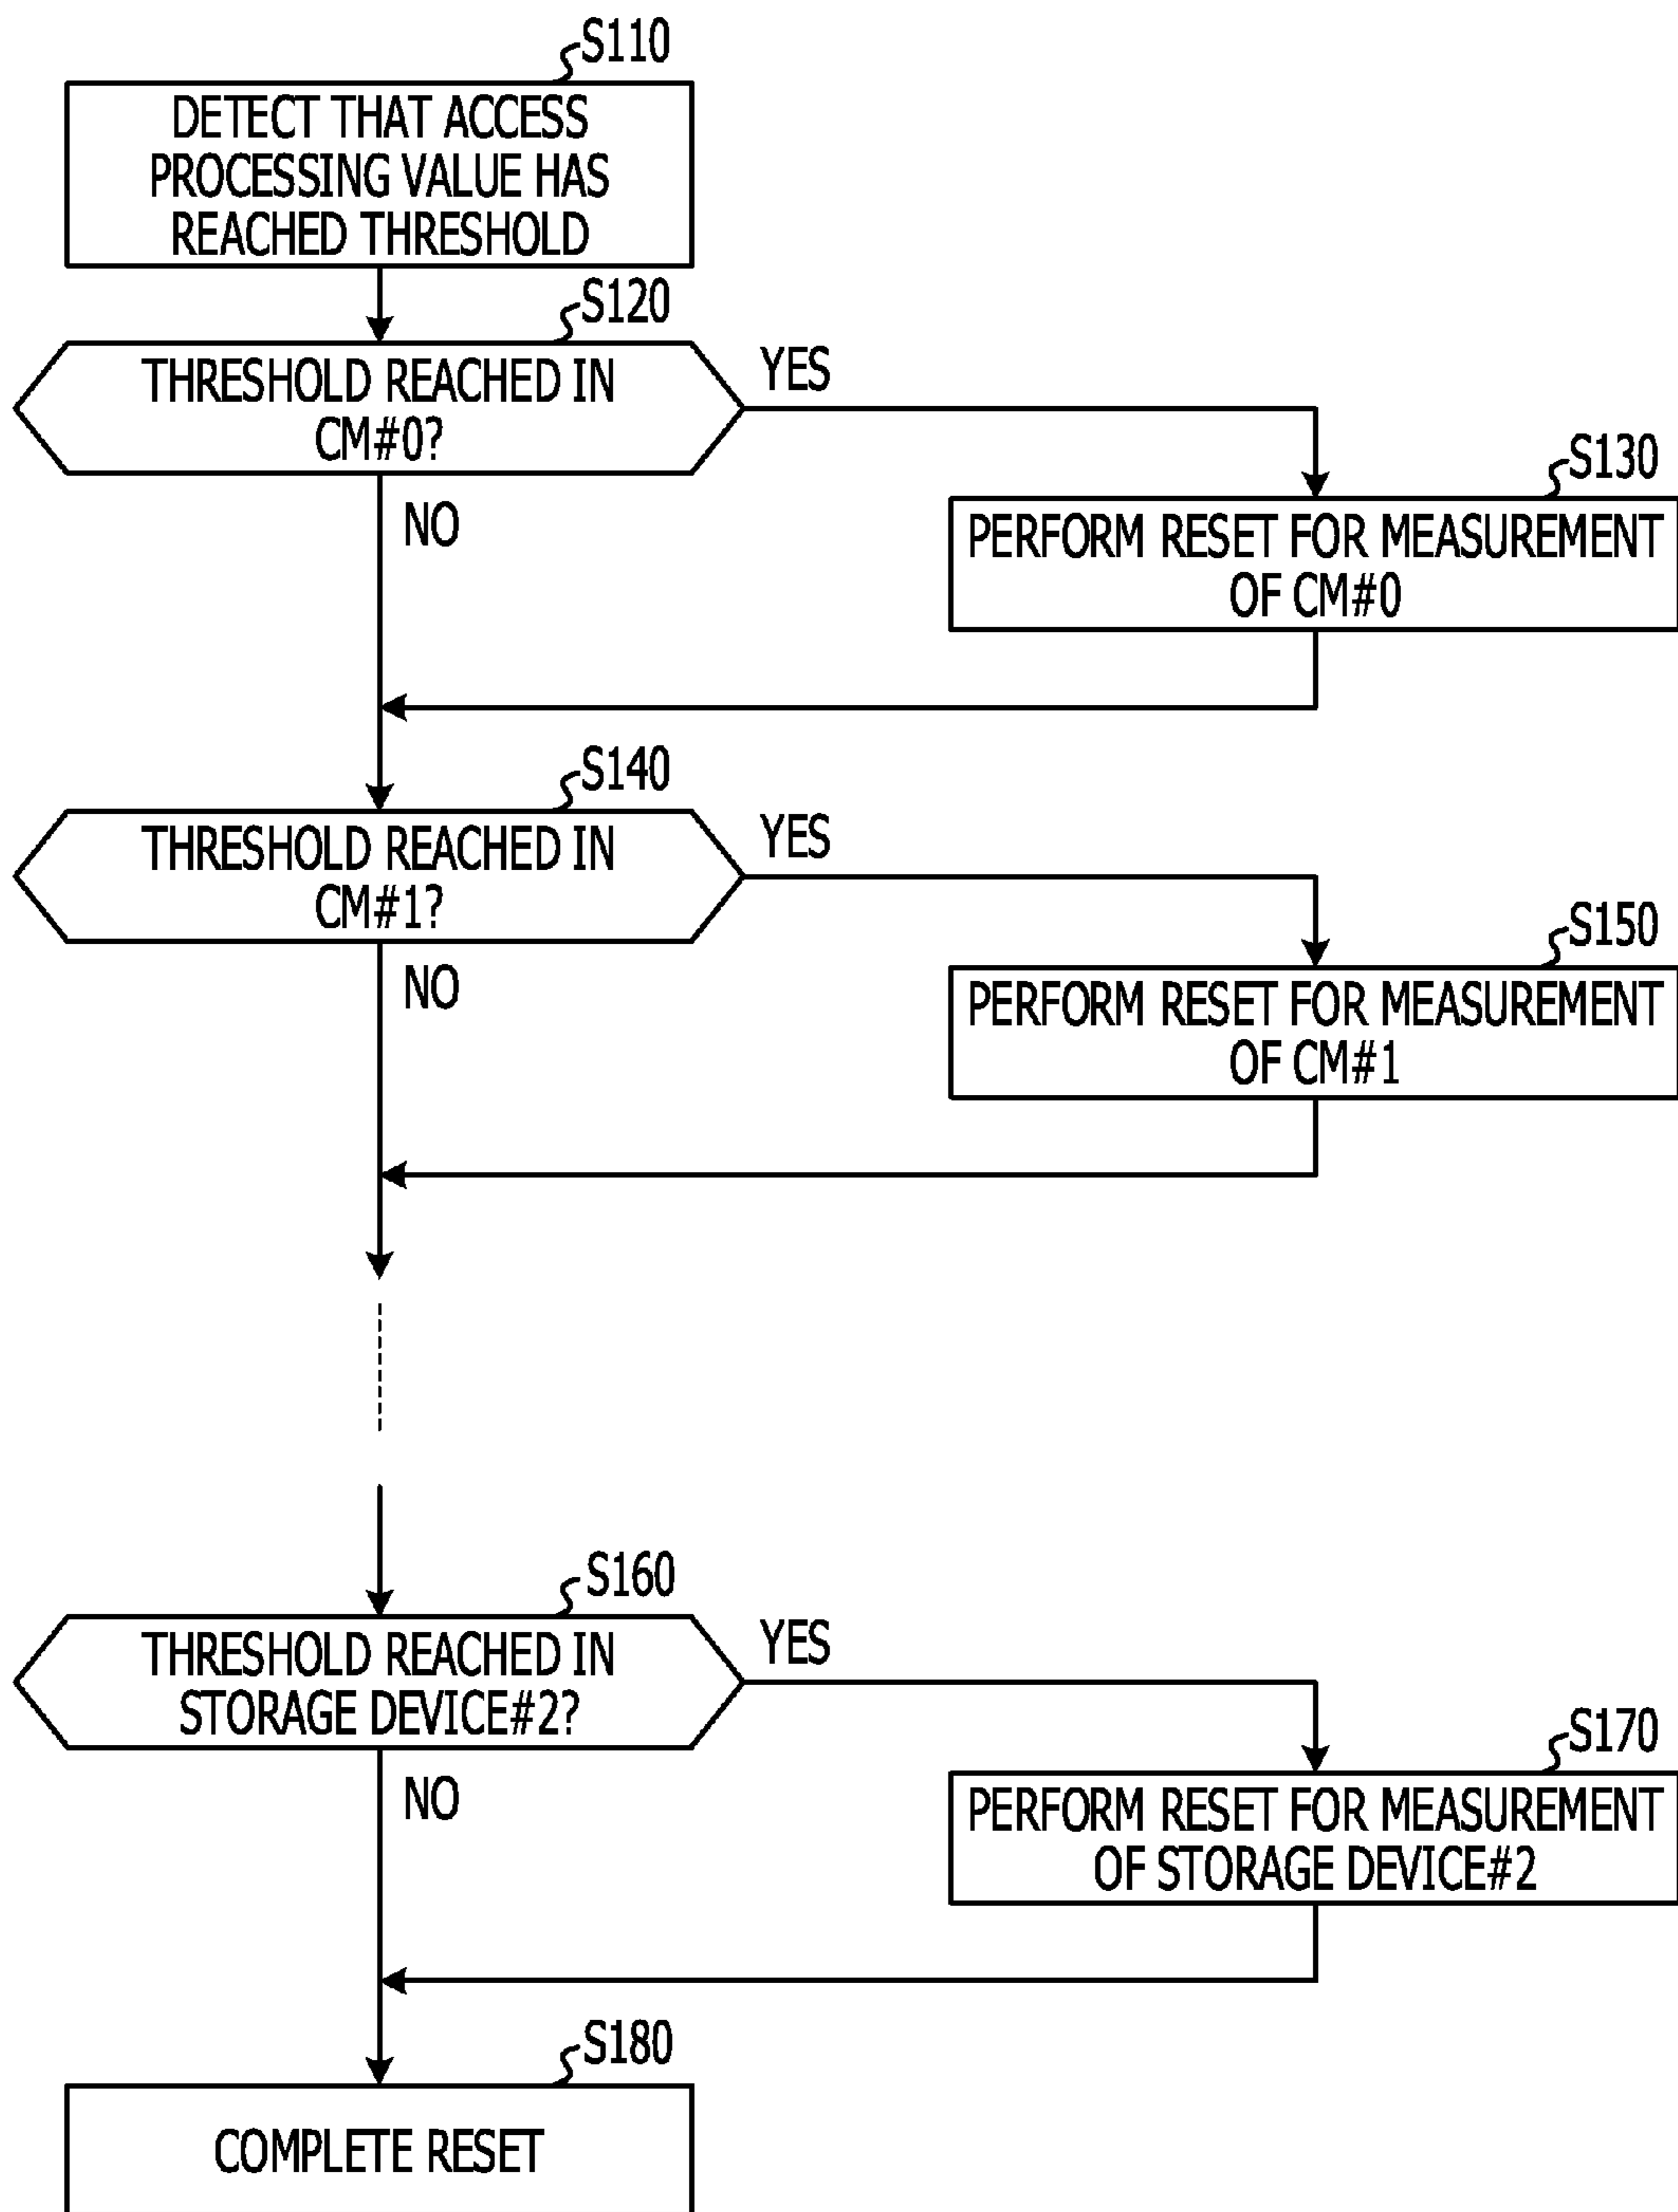 S110
DETECT THAT ACCESS
PROCESSING VALUE HAS
REACHED THRESHOLD
S120
THRESHOLD REACHED IN
CM#0?
YES
NO
S130
PERFORM RESET FOR MEASUREMENT
OF CM#0
S140
THRESHOLD REACHED IN
CM#1?
YES
NO
S150
PERFORM RESET FOR MEASUREMENT
OF CM#1
S160
THRESHOLD REACHED IN
STORAGE DEVICE#2?
YES
NO
S170
PERFORM RESET FOR MEASUREMENT
OF STORAGE DEVICE#2
S180
COMPLETE RESET